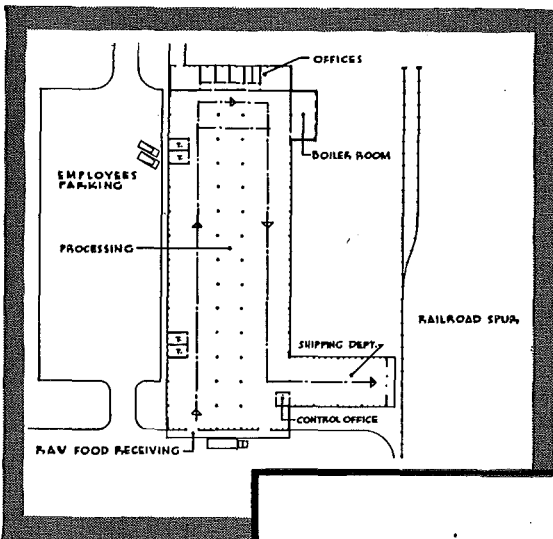 OFFICES
BOILER ROOM
EMPLOYEES
PARKING
PROCESSING
RAILROAD SPUR
SHIPPING DEPT.
CONTROL OFFICE
RAW FOOD RECEIVING
T.
T.
T.
T.